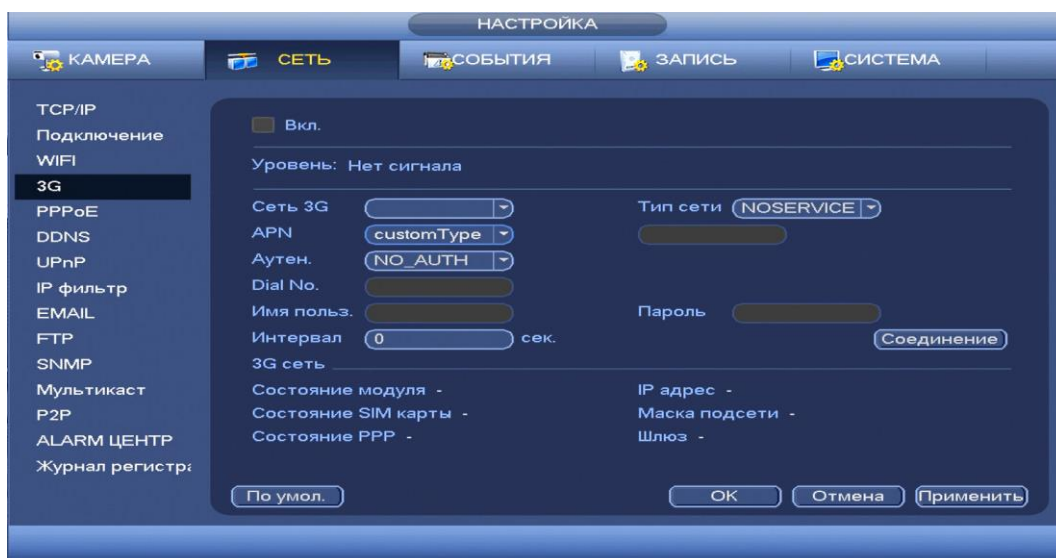 НАСТРОЙКА
КАМЕРА СЕТЬ СОБЫТИЯ ЗАПИСЬ СИСТЕМА
TCP/IP
Подключение
WIFI
3G
PPPoE
DDNS
UPnP
IP фильтр
EMAIL
FTP
SNMP
Мультикаст
P2P
ALARM ЦЕНТР
Журнал регистра
Вкл.
Уровень: Нет сигнала
Сеть 3G Тип сети NOSERVICE
APN customType
Аутен. NO_AUTH
Dial No.
Имя польз. Пароль
Интервал 0 сек. Соединение
3G сеть
Состояние модуля - IP адрес -
Состояние SIM карты - Маска подсети -
Состояние PPP - Шлюз -
По умол. OK Отмена Применить